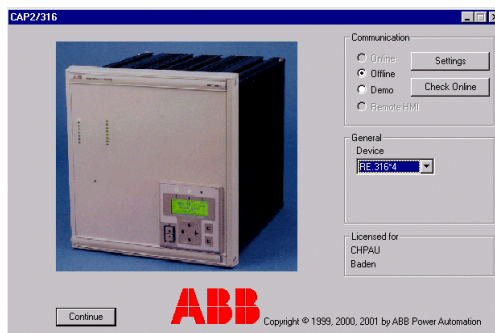 CAP2/316
Communication
Online
Offline
Demo
Remote HMI
Settings
Check Online
General
Device
RE.316*4
Licensed for
CHPAU
Baden
Continue
ABB
Copyright © 1999, 2000, 2001 by ABB Power Automation